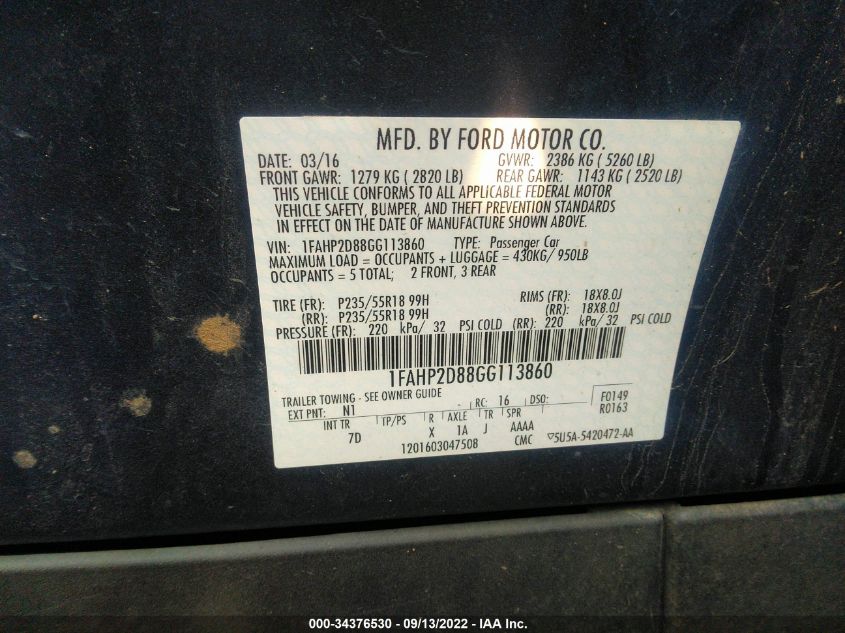 MFD. BY FORD MOTOR CO.
DATE: 03/16 GVWR: 2386 KG ( 5260 LB)
FRONT GAWR: 1279 KG ( 2820 LB) REAR GAWR: 1143 KG ( 2520 LB)
THIS VEHICLE CONFORMS TO ALL APPLICABLE FEDERAL MOTOR
VEHICLE SAFETY, BUMPER, AND THEFT PREVENTION STANDARDS
IN EFFECT ON THE DATE OF MANUFACTURE SHOWN ABOVE.
VIN: 1FAHP2D88GG113860 TYPE: Passenger Car
MAXIMUM LOAD = OCCUPANTS + LUGGAGE = 430KG/ 950LB
OCCUPANTS = 5 TOTAL; 2 FRONT, 3 REAR
TIRE (FR): P235/55R18 99H RIMS (FR): 18X8.0J
(RR): P235/55R18 99H (RR): 18X8.0J
PRESSURE (FR): 220 kPa/ 32 PSI COLD (RR): 220 kPa/ 32 PSI COLD
1FAHP2D88GG113860
TRAILER TOWING - SEE OWNER GUIDE
EXT PNT: N1 RC: 16 DSO: F0149
R0163
INT TR TP/PS R AXLE TR SPR
7D X 1A J AAAA
1201603047508 CMC ▽5U5A-5420472-AA
000-34376530 - 09/13/2022 - IAA Inc.